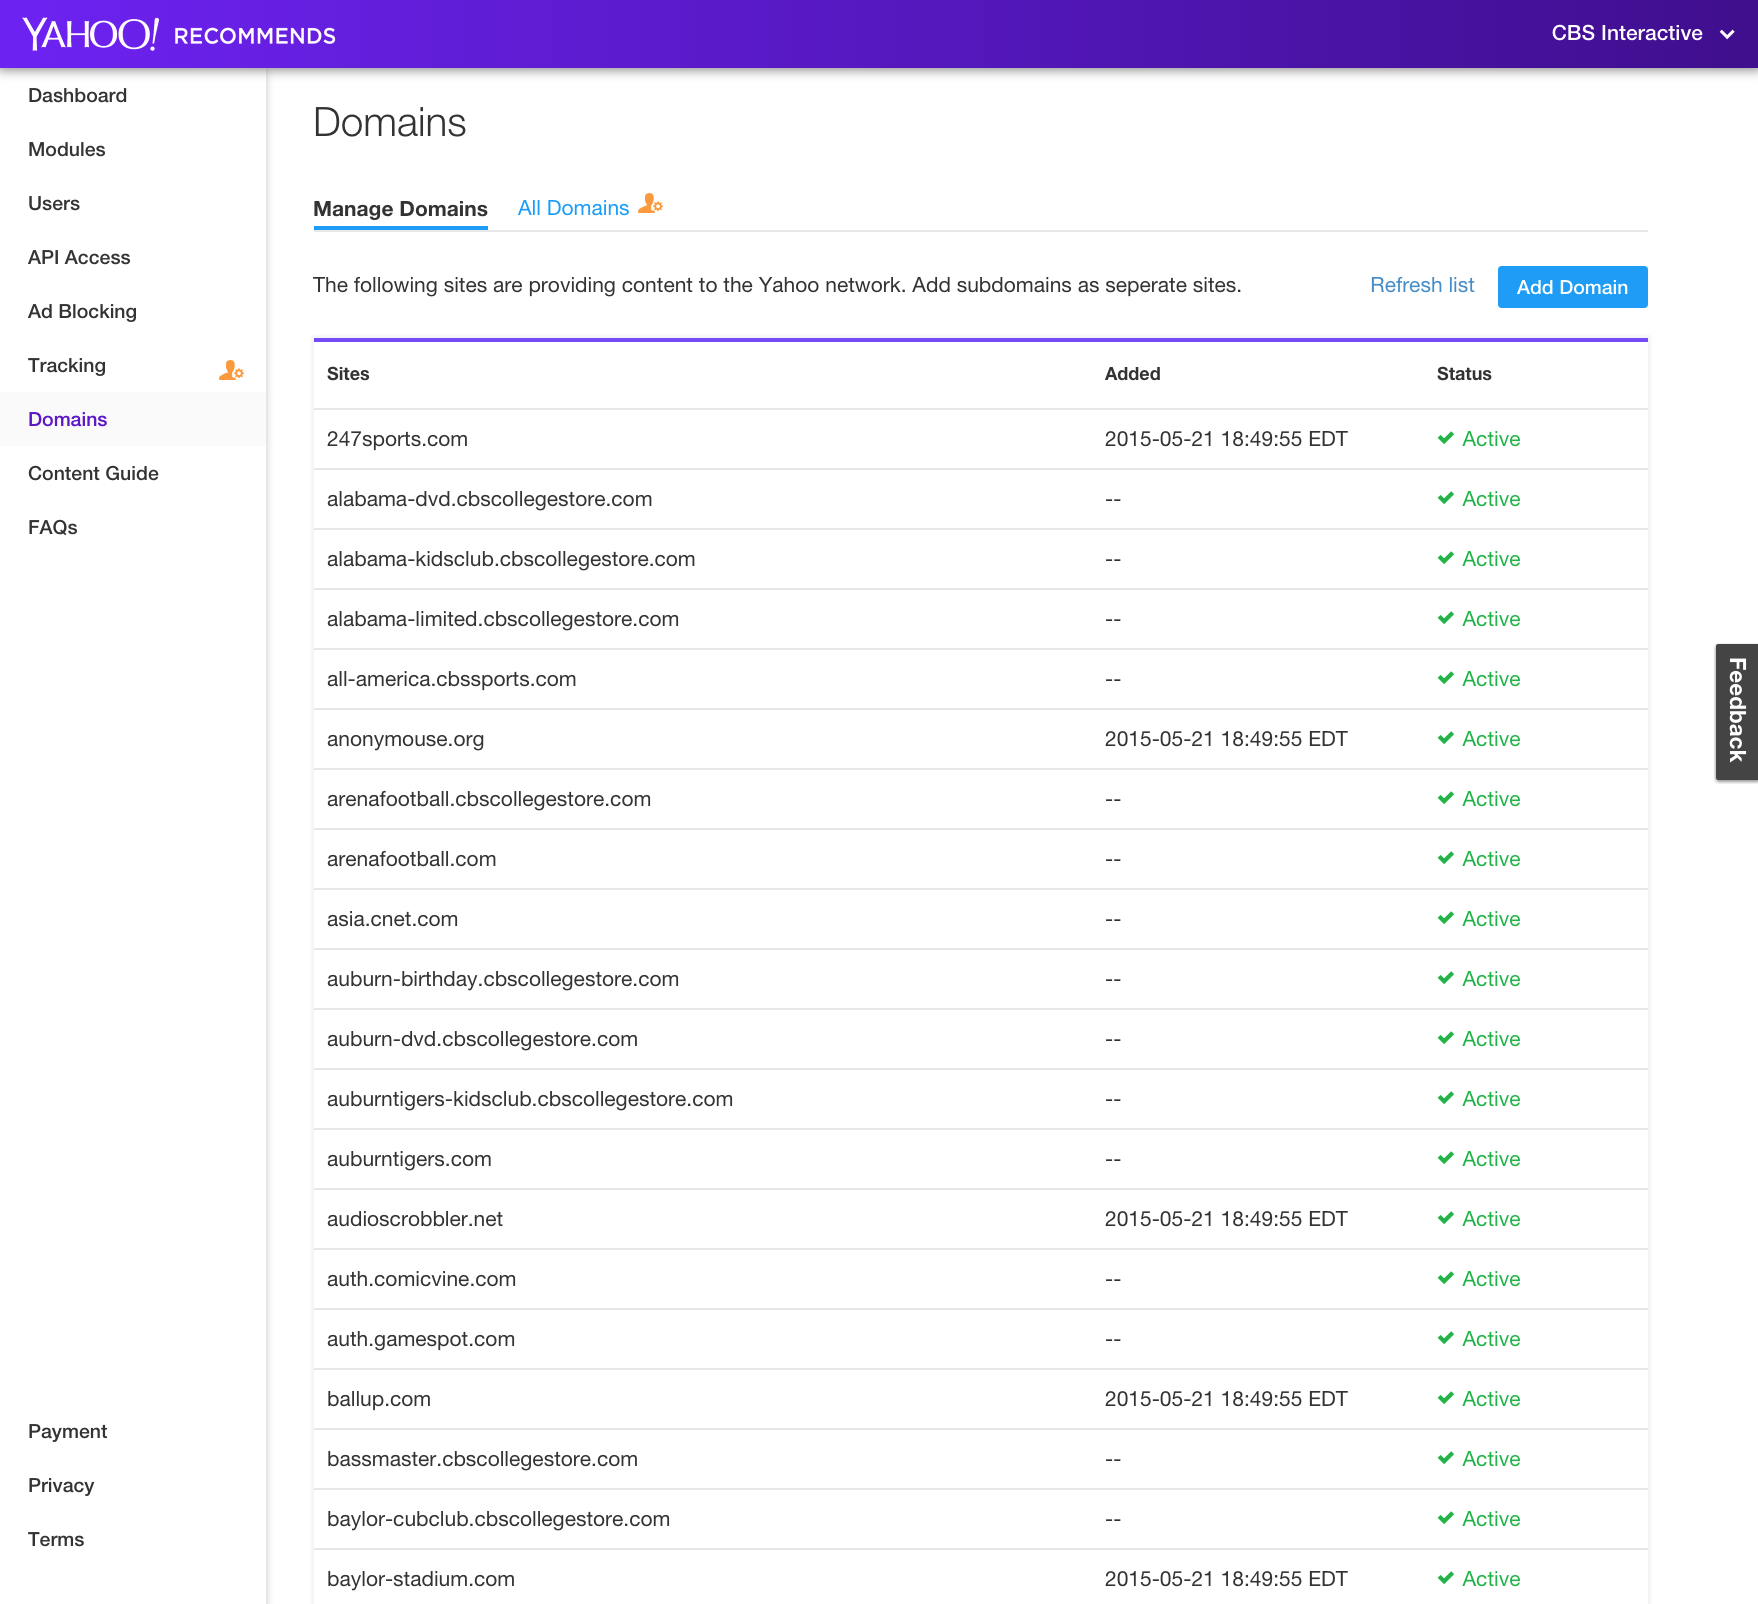 YAHOO! RECOMMENDS
CBS Interactive
Dashboard
Modules
Users
API Access
Ad Blocking
Tracking
Domains
Content Guide
FAQs
Payment
Privacy
Terms
Domains
Manage Domains All Domains
The following sites are providing content to the Yahoo network. Add subdomains as seperate sites. Refresh list Add Domain
Sites Added Status
247sports.com 2015-05-21 18:49:55 EDT Active
alabama-dvd.cbscollegestore.com -- Active
alabama-kidsclub.cbscollegestore.com -- Active
alabama-limited.cbscollegestore.com -- Active
all-america.cbssports.com -- Active
anonymouse.org 2015-05-21 18:49:55 EDT Active
arenafootball.cbscollegestore.com -- Active
arenafootball.com -- Active
asia.cnet.com -- Active
auburn-birthday.cbscollegestore.com -- Active
auburn-dvd.cbscollegestore.com -- Active
auburntigers-kidsclub.cbscollegestore.com -- Active
auburntigers.com -- Active
audioscrobbler.net 2015-05-21 18:49:55 EDT Active
auth.comicvine.com -- Active
auth.gamespot.com -- Active
ballup.com 2015-05-21 18:49:55 EDT Active
bassmaster.cbscollegestore.com -- Active
baylor-cubclub.cbscollegestore.com -- Active
baylor-stadium.com 2015-05-21 18:49:55 EDT Active
Feedback